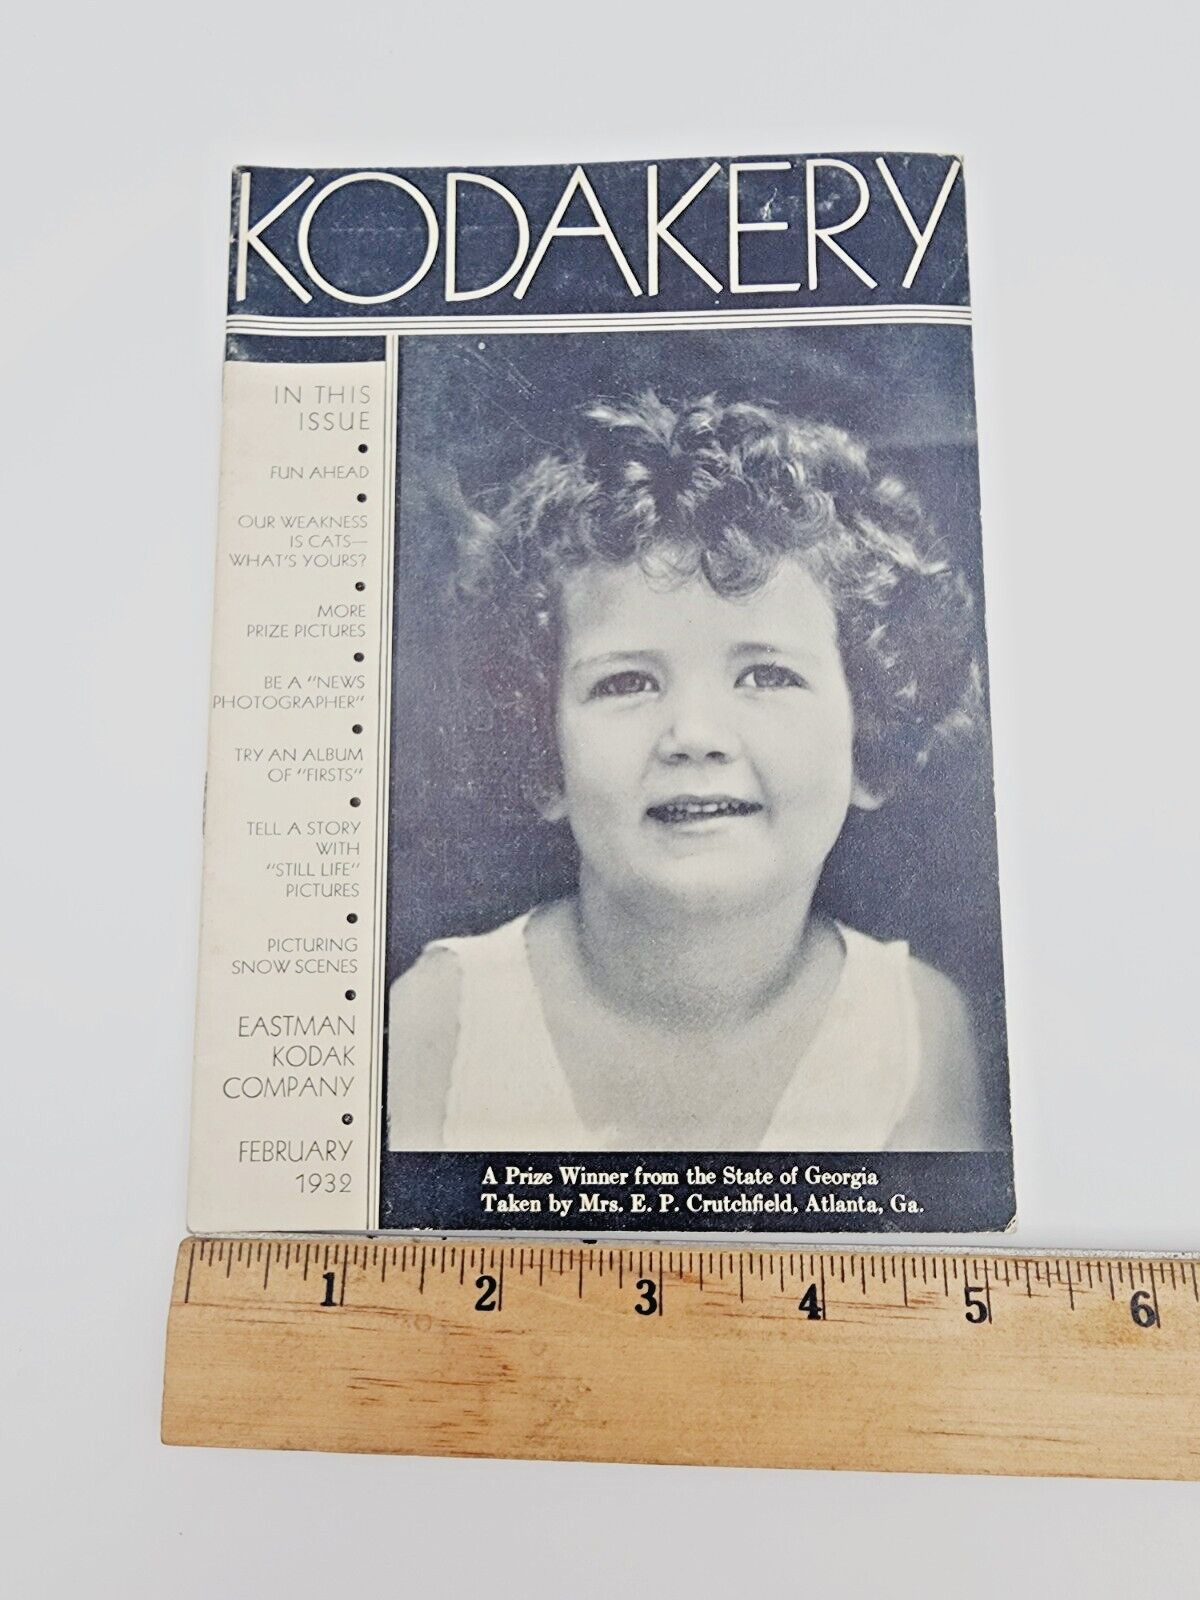 KODAKERY
IN THIS
ISSUE
FUN AHEAD
OUR WEAKNESS
IS CATS—
WHAT'S YOURS?
MORE
PRIZE PICTURES
BE A "NEWS
PHOTOGRAPHER"
TRY AN ALBUM
OF "FIRSTS"
TELL A STORY
WITH
"STILL LIFE"
PICTURES
PICTURING
SNOW SCENES
EASTMAN
KODAK
COMPANY
FEBRUARY
1932
A Prize Winner from the State of Georgia
Taken by Mrs. E. P. Crutchfield, Atlanta, Ga.
1 2 3 4 5 6